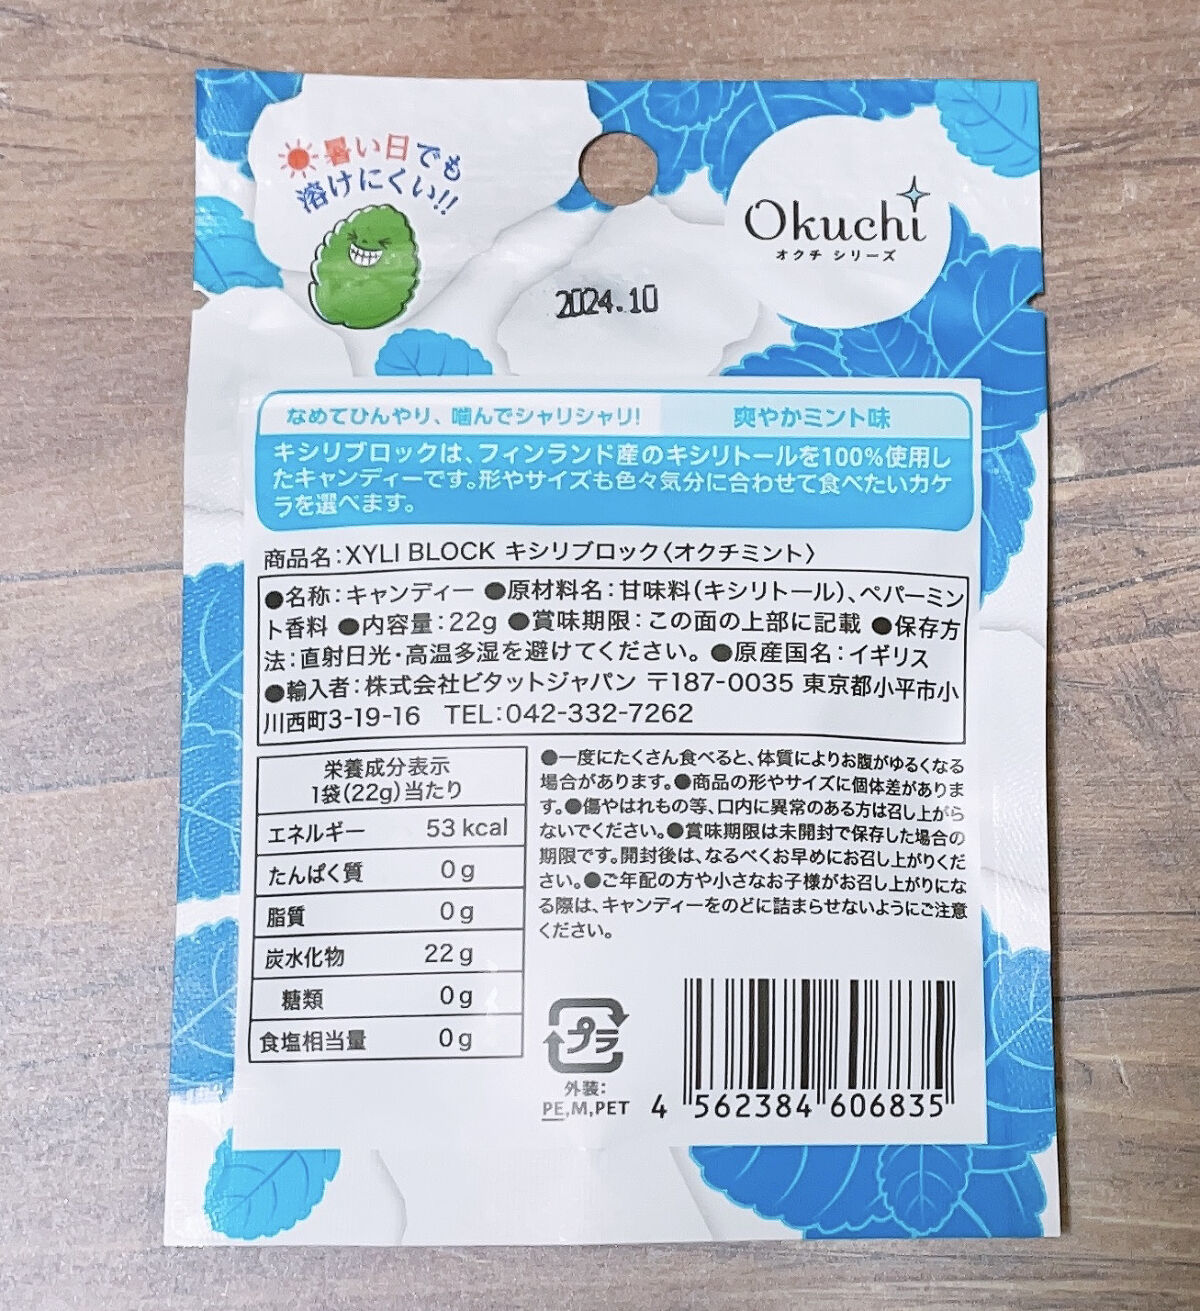 暑い日でも
溶けにくい!!
Okuchi
オクチ シリーズ
2024.10
なめてひんやり、噛んでシャリシャリ! 爽やかミント味
キシリブロックは、フィンランド産のキシリトールを100%使用し
たキャンディーです。形やサイズも色々気分に合わせて食べたいカケ
ラを選べます。
商品名:XYLI BLOCK キシリブロック〈オクチミント〉
●名称:キャンディー ●原材料名:甘味料(キシリトール)、ペパーミン
ト香料 ●内容量:22g ●賞味期限:この面の上部に記載 ●保存方
法:直射日光・高温多湿を避けてください。 ●原産国名:イギリス
●輸入者:株式会社ビタットジャパン 〒187-0035 東京都小平市小
川西町3-19-16 TEL:042-332-7262
栄養成分表示
1袋(22g)当たり
エネルギー 53 kcal
たんぱく質 0 g
脂質 0 g
炭水化物 22 g
糖類 0 g
食塩相当量 0 g
●一度にたくさん食べると、体質によりお腹がゆるくなる
場合があります。●商品の形やサイズに個体差がありま
す。●傷やはれもの等、口内に異常のある方は召し上がら
ないでください。●賞味期限は未開封で保存した場合の
期限です。開封後は、なるべくお早めにお召し上がりくだ
さい。●ご年配の方や小さなお子様がお召し上がりにな
る際は、キャンディーをのどに詰まらせないようにご注意
ください。
プラ
外装:
PE,M,PET
4 562384 606835